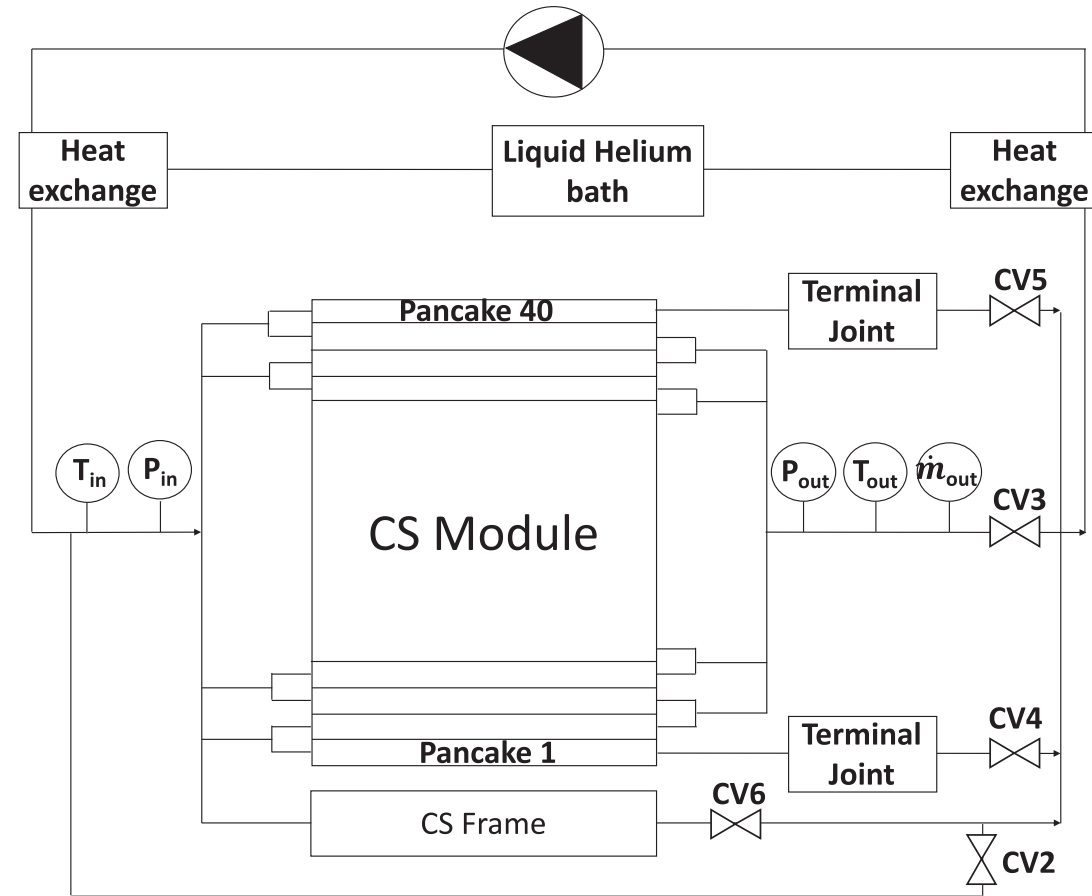 Heat
exchange
Liquid Helium
bath
Heat
exchange
Pancake 40
Terminal
Joint
CV5
T_in
P_in
CS Module
P_out
T_out
ṁ_out
CV3
Pancake 1
Terminal
Joint
CV4
CS Frame
CV6
CV2